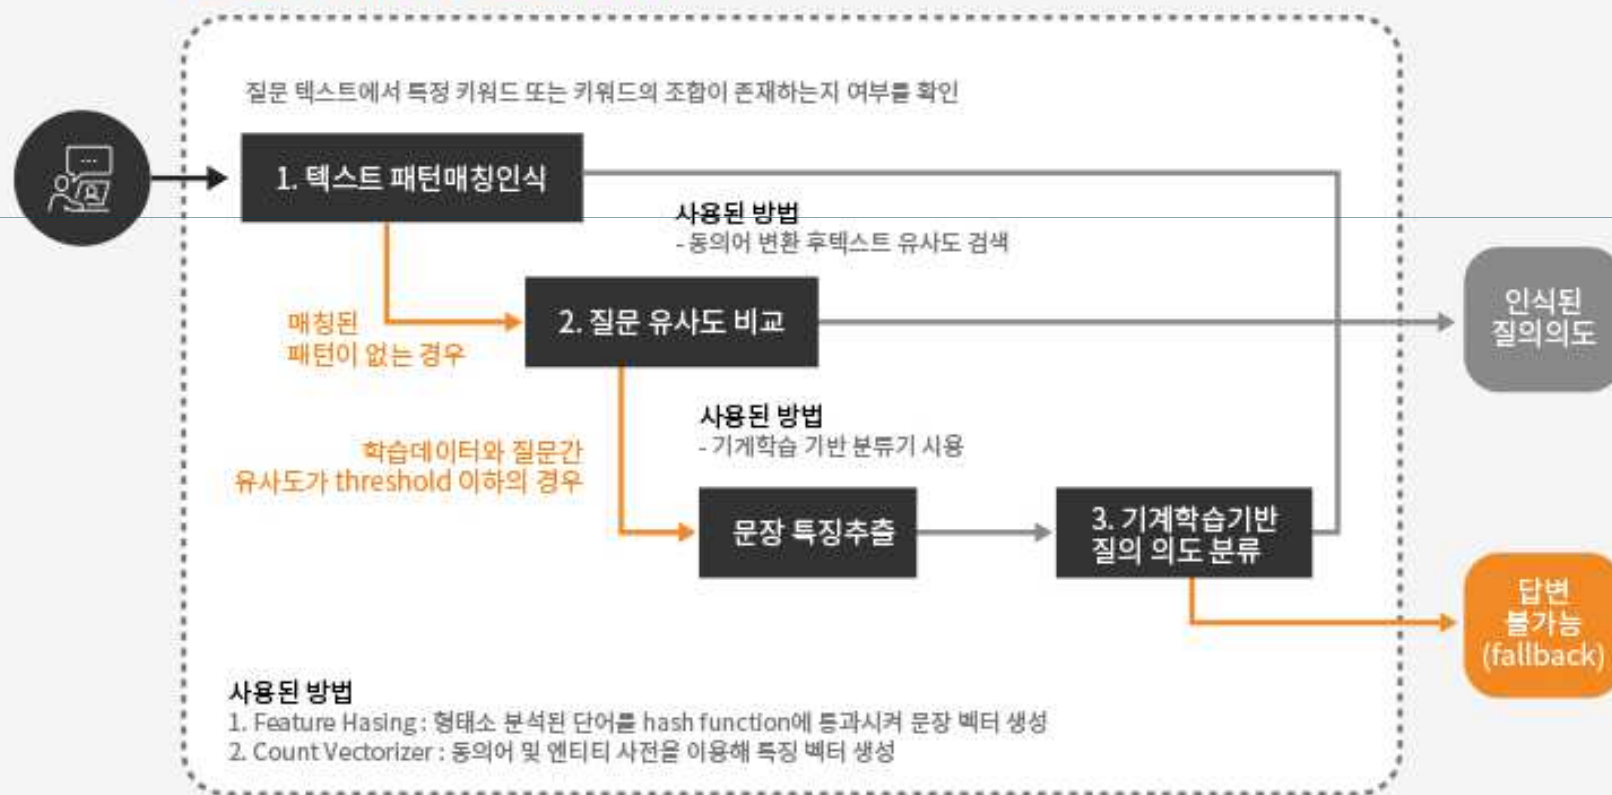 질문 텍스트에서 특정 키워드 또는 키워드의 조합이 존재하는지 여부를 확인
1. 텍스트 패턴매칭인식
사용된 방법
- 동의어 변환 후텍스트 유사도 검색
2. 질문 유사도 비교
매칭된
패턴이 없는 경우
인식된
질의의도
사용된 방법
- 기게학습 기반 분류기 시용
학습데이터와 질문간
유사도가 threshold 이하의 경우
문장 특징추출
3. 기계학습기반
질의 의도 분류
답변
불가능
(fallback)
사용된 방법
1. Feature Hasing : 형태소 분석된 단어를 hash function에 통과시켜 문장 벡터 생성
2. Count Vectorizer : 동의어 및 엔티티 사전을 이용해 특징 벡터 생성